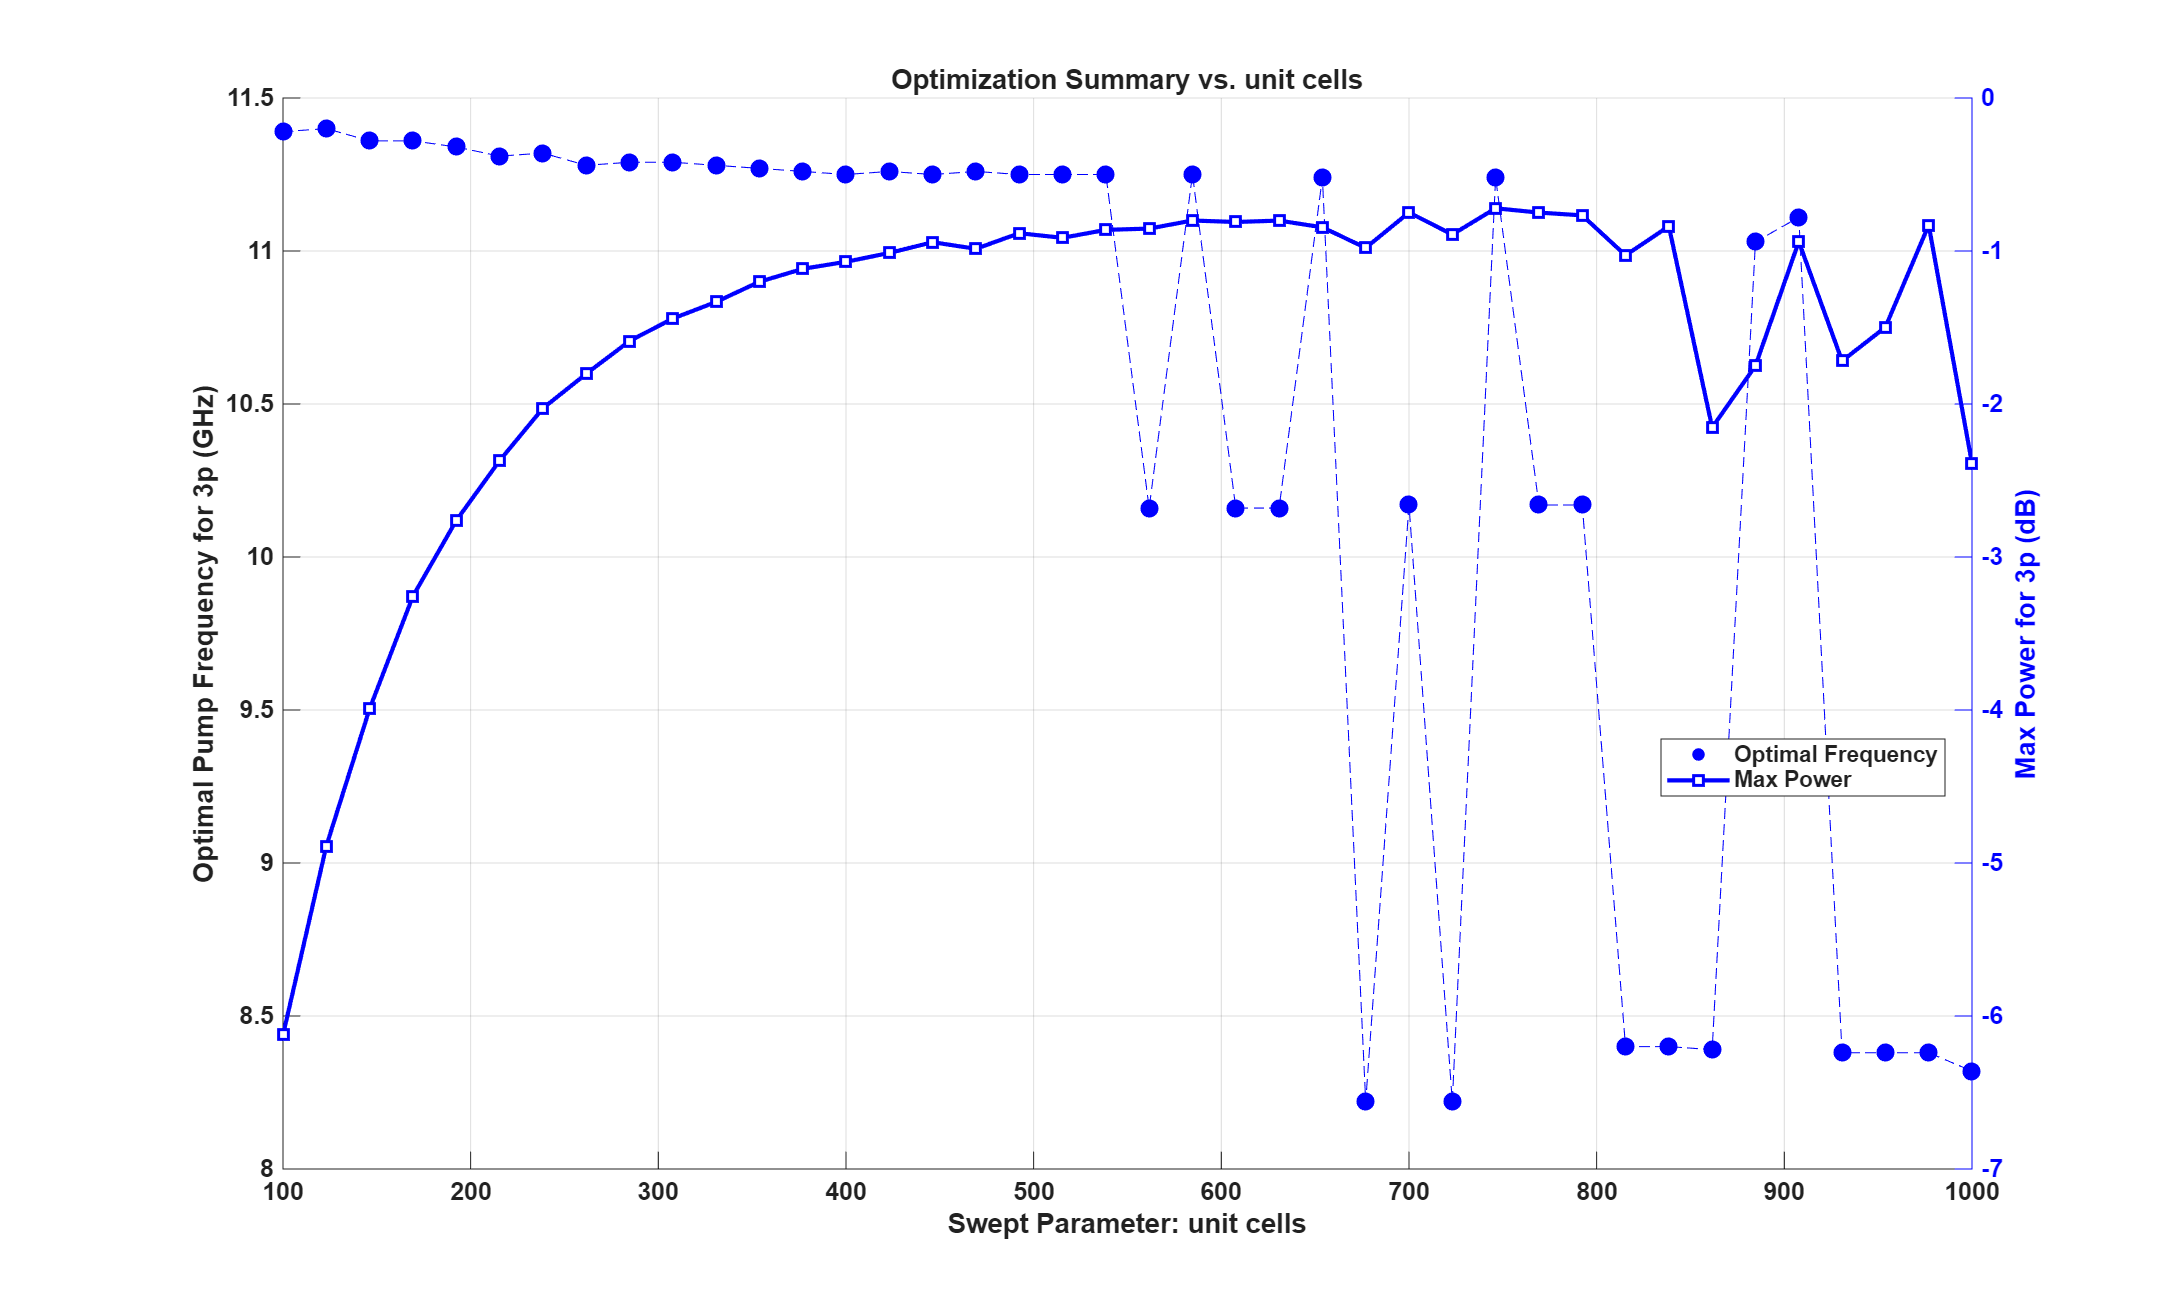 Optimization Summary vs. unit cells
Optimal Pump Frequency for 3p (GHz)
11.5
11
10.5
10
9.5
9
8.5
8
0
-1
-2
-3
-4
-5
-6
-7
Max Power for 3p (dB)
Optimal Frequency
Max Power
100 200 300 400 500 600 700 800 900 1000
Swept Parameter: unit cells